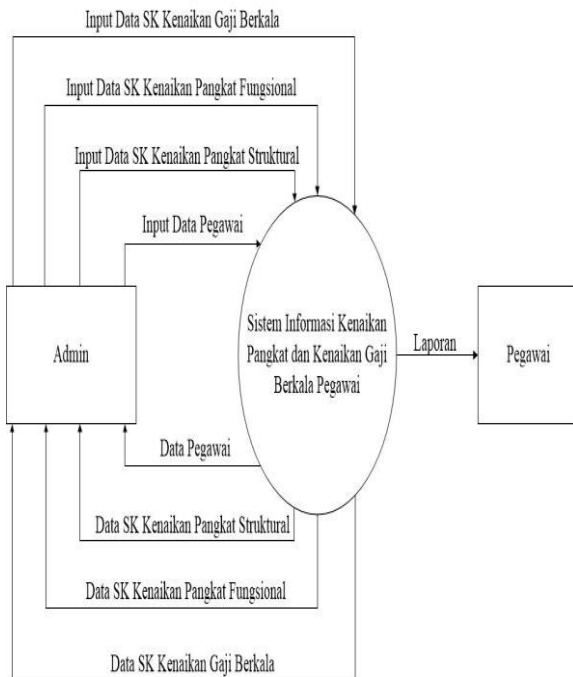 Input Data SK Kenaikan Gaji Berkala
Input Data SK Kenaikan Pangkat Fungsional
Input Data SK Kenaikan Pangkat Struktural
Input Data Pegawai
Admin
Sistem Informasi Kenaikan
Pangkat dan Kenaikan Gaji
Berkala Pegawai
Laporan
Pegawai
Data Pegawai
Data SK Kenaikan Pangkat Struktural
Data SK Kenaikan Pangkat Fungsional
Data SK Kenaikan Gaji Berkala